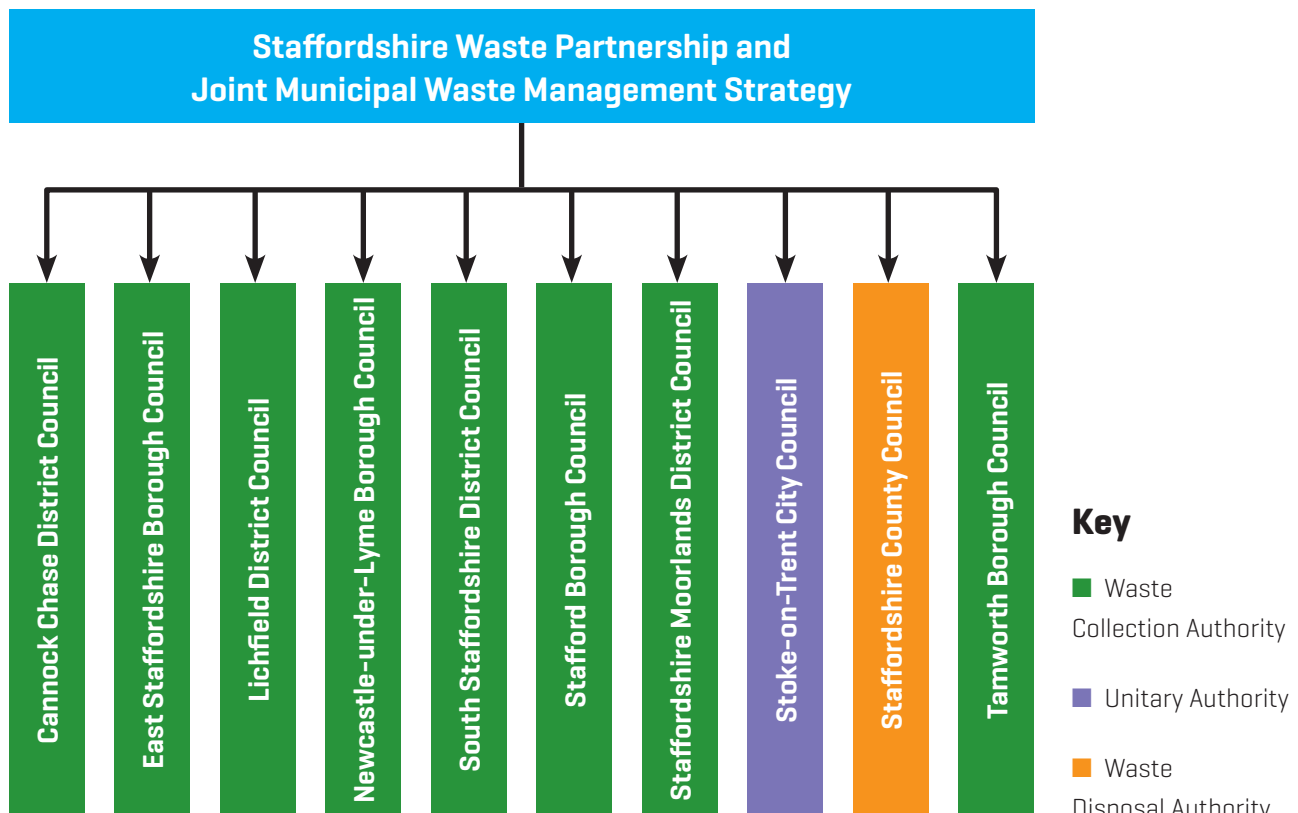 Staffordshire Waste Partnership and
Joint Municipal Waste Management Strategy
Cannock Chase District Council
East Staffordshire Borough Council
Lichfield District Council
Newcastle-under-Lyme Borough Council
South Staffordshire District Council
Stafford Borough Council
Staffordshire Moorlands District Council
Stoke-on-Trent City Council
Staffordshire County Council
Tamworth Borough Council
Key
Waste
Collection Authority
Unitary Authority
Waste
Disposal Authority